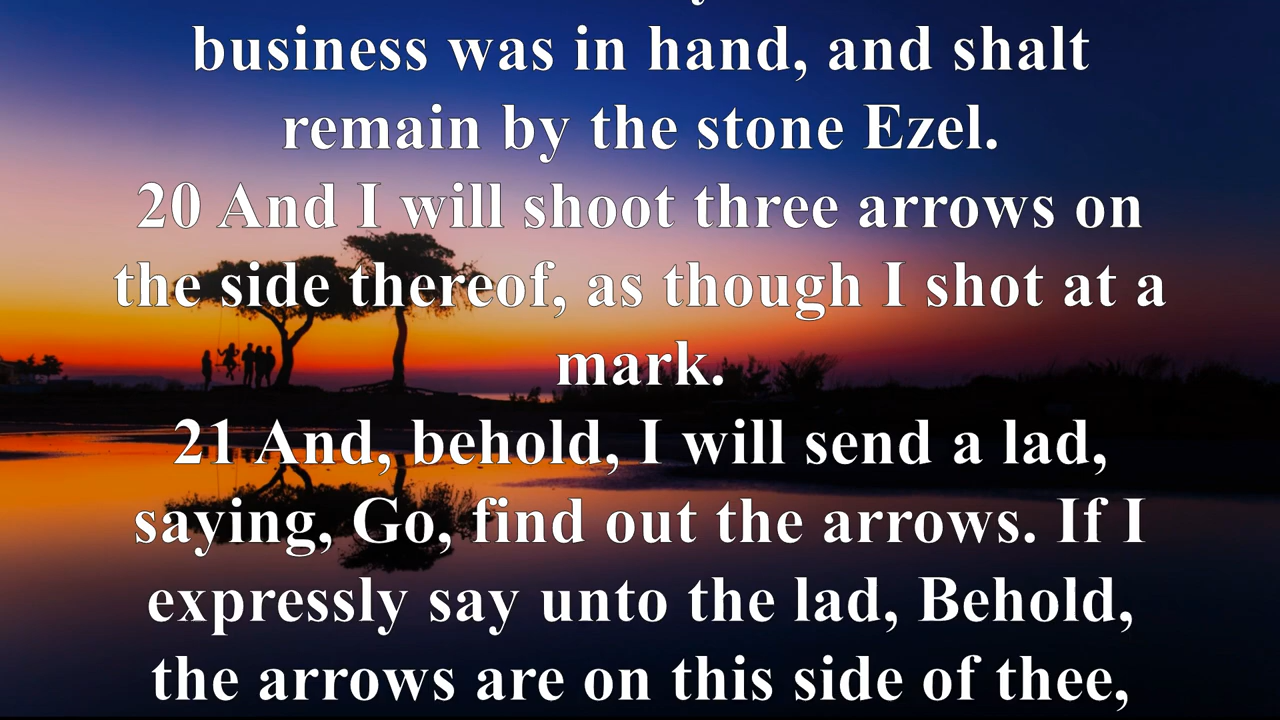 business was in hand, and shalt
remain by the stone Ezel.
20 And I will shoot three arrows on
the side thereof, as though I shot at a
mark.
21 And, behold, I will send a lad,
saying, Go, find out the arrows. If I
expressly say unto the lad, Behold,
the arrows are on this side of thee,